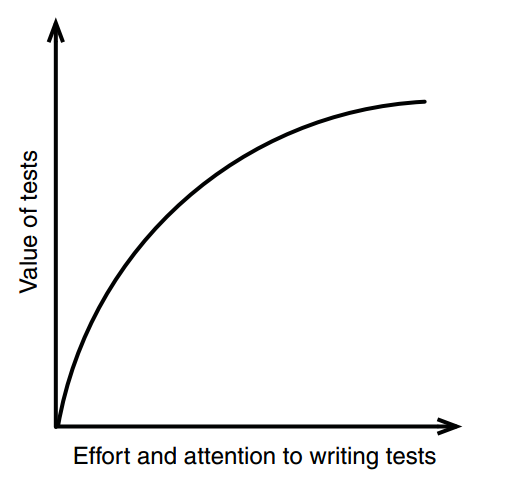 Value of tests
Effort and attention to writing tests